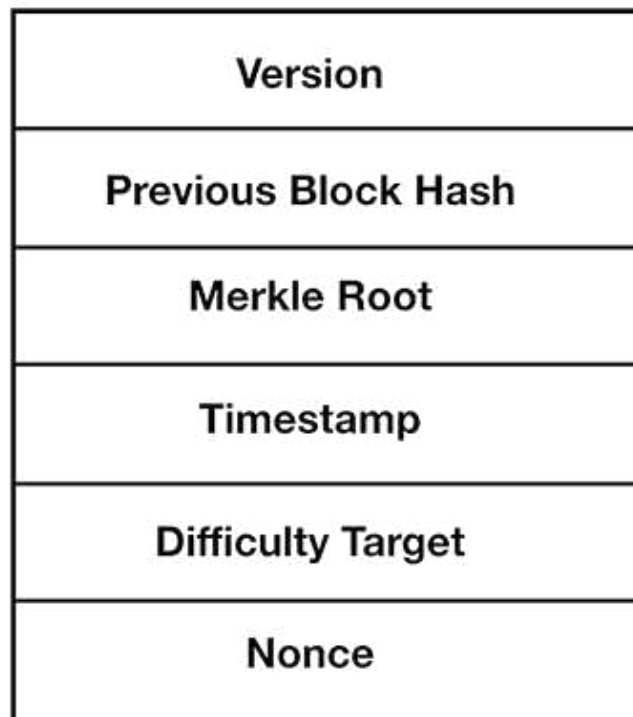 Version
Previous Block Hash
Merkle Root
Timestamp
Difficulty Target
Nonce